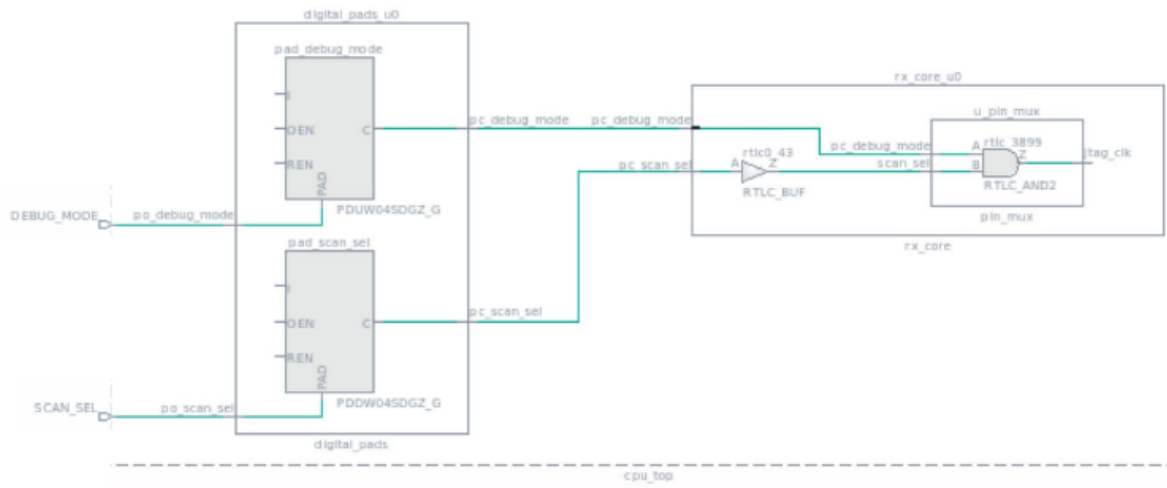 digital_pads_u0
pad_debug_mode
I
OEN
C
REN
PAD
PDUW04SDGZ_G
DEBUG_MODE
po_debug_mode
pc_debug_mode
pc_debug_mode
rx_core_u0
u_pin_mux
pc_debug_mode
A
rtlc_3899
Z
jtag_clk
pc_scan_sel
A
rtlc0_43
Z
scan_sel
B
RTLC_BUF
RTLC_AND2
pin_mux
rx_core
pad_scan_sel
I
OEN
C
pc_scan_sel
REN
PAD
PDDW04SDGZ_G
SCAN_SEL
po_scan_sel
digital_pads
cpu_top